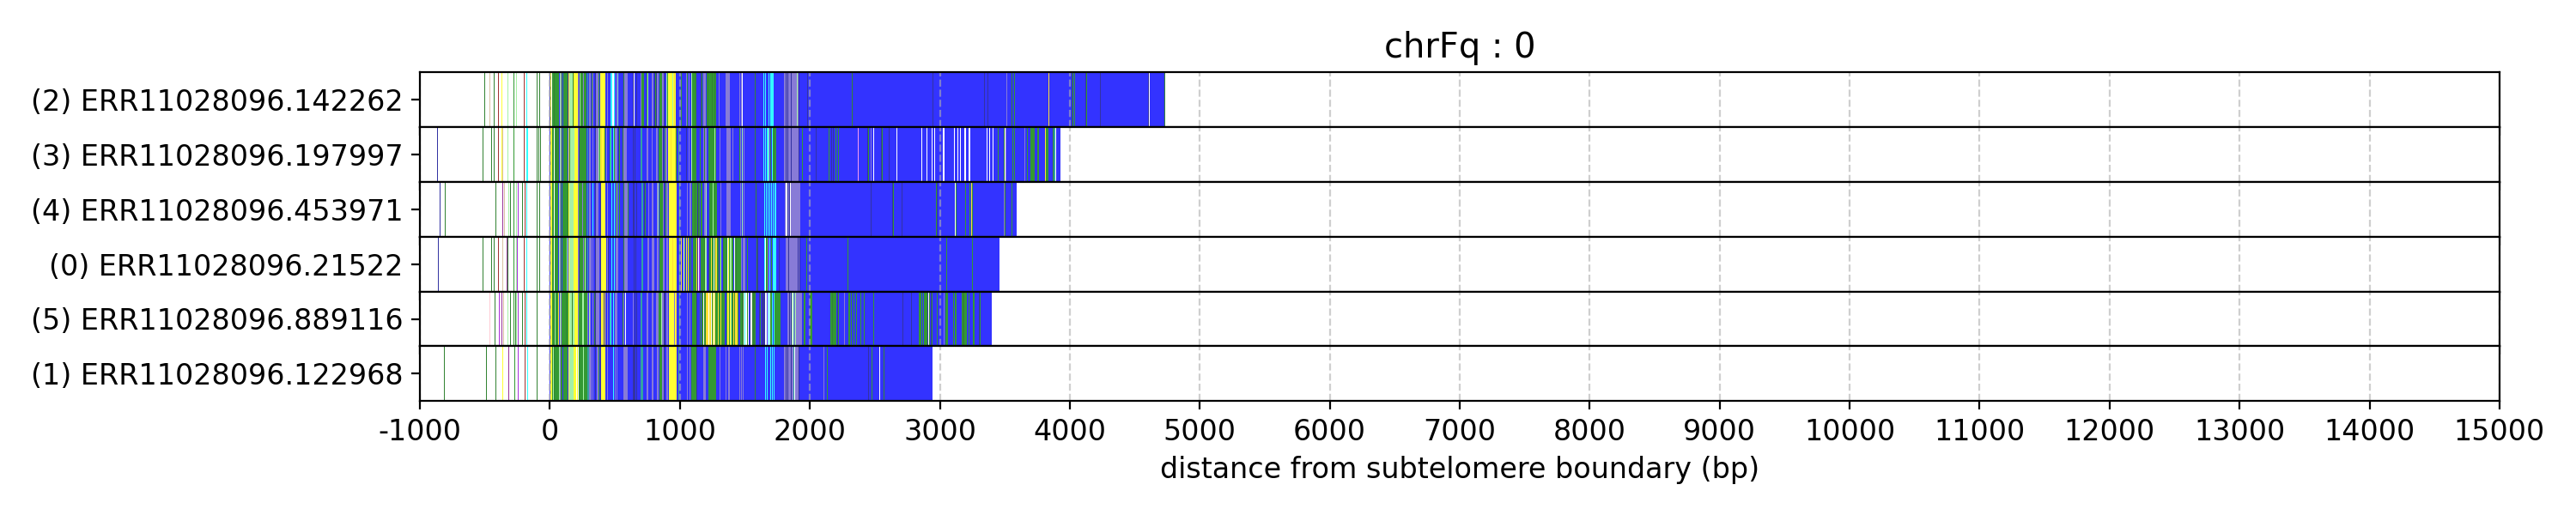 chrFq : 0
(2) ERR11028096.142262
(3) ERR11028096.197997
(4) ERR11028096.453971
(0) ERR11028096.21522
(5) ERR11028096.889116
(1) ERR11028096.122968
-1000 0 1000 2000 3000 4000 5000 6000 7000 8000 9000 10000 11000 12000 13000 14000 15000
distance from subtelomere boundary (bp)